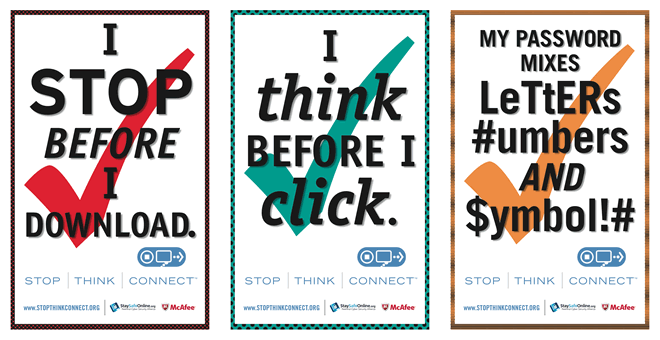 I
STOP
BEFORE
I
DOWNLOAD.
STOP | THINK | CONNECT™
WWW.STOPTHINKCONNECT.ORG | StaySafeOnline.org McAfee
I
think
BEFORE I
click.
STOP | THINK | CONNECT™
WWW.STOPTHINKCONNECT.ORG | StaySafeOnline.org McAfee
MY PASSWORD
MIXES
LeTtERs
#umbers
AND
$ymbol!#
STOP | THINK | CONNECT™
WWW.STOPTHINKCONNECT.ORG | StaySafeOnline.org McAfee